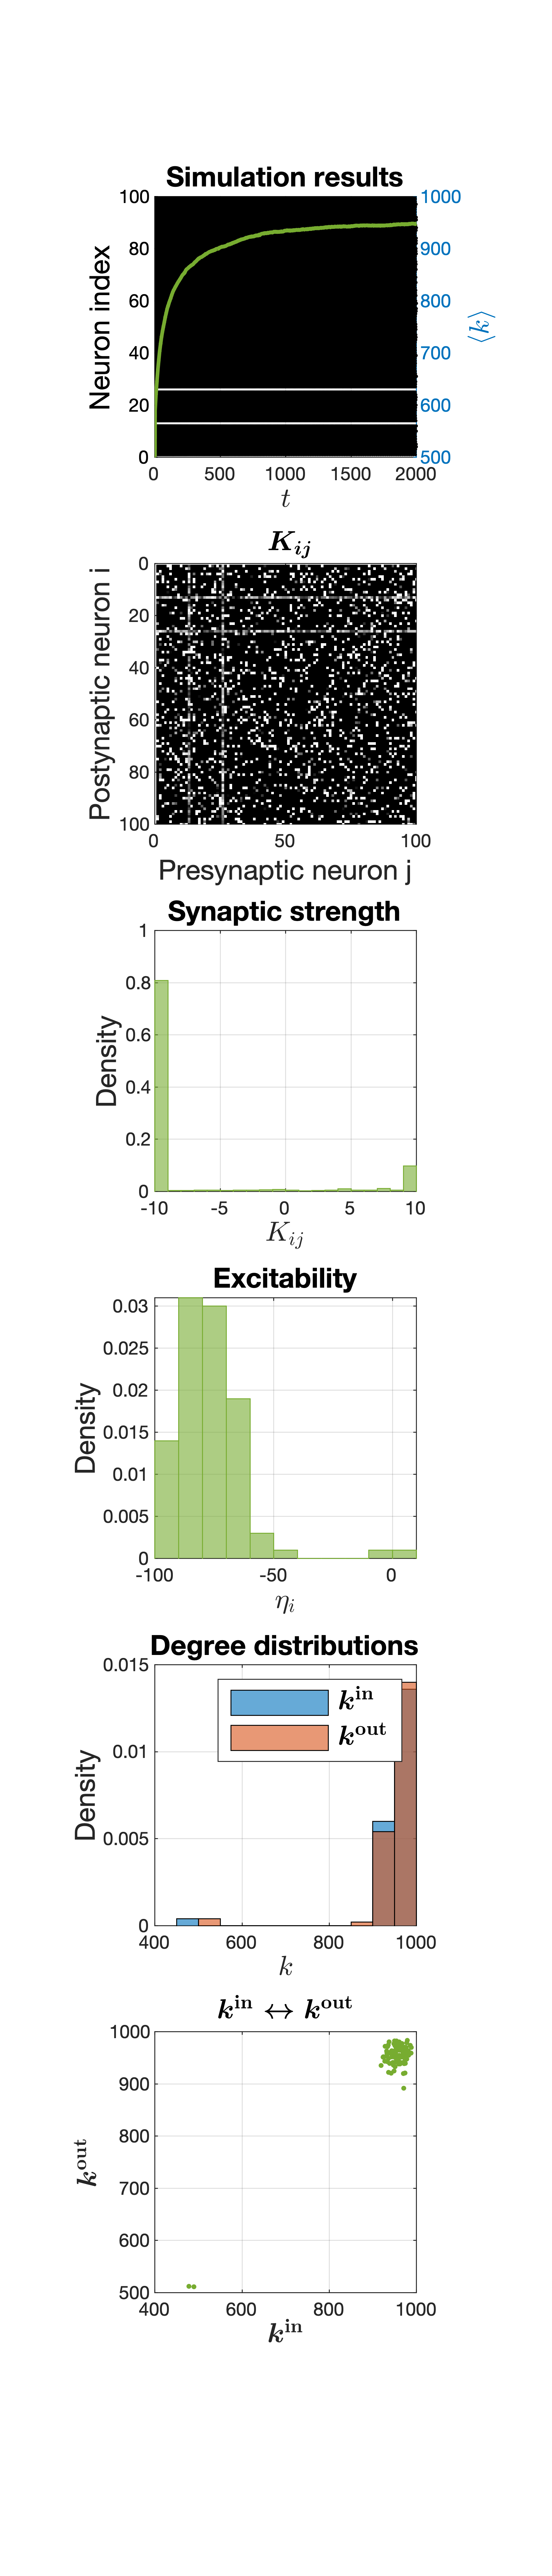 Simulation results
100
80
60
40
20
0
Neuron index
1000
900
800
700
600
500
⟨k⟩
0 500 1000 1500 2000
t
K_{ij}
0
20
40
60
80
100
Postynaptic neuron i
0 50 100
Presynaptic neuron j
Synaptic strength
1
0.8
0.6
0.4
0.2
0
Density
-10 -5 0 5 10
K_{ij}
Excitability
0.03
0.025
0.02
0.015
0.01
0.005
0
Density
-100 -50 0
η_i
Degree distributions
0.015
0.01
0.005
0
Density
k^{in}
k^{out}
400 600 800 1000
k
k^{in} ↔ k^{out}
1000
900
800
700
600
500
k^{out}
400 600 800 1000
k^{in}